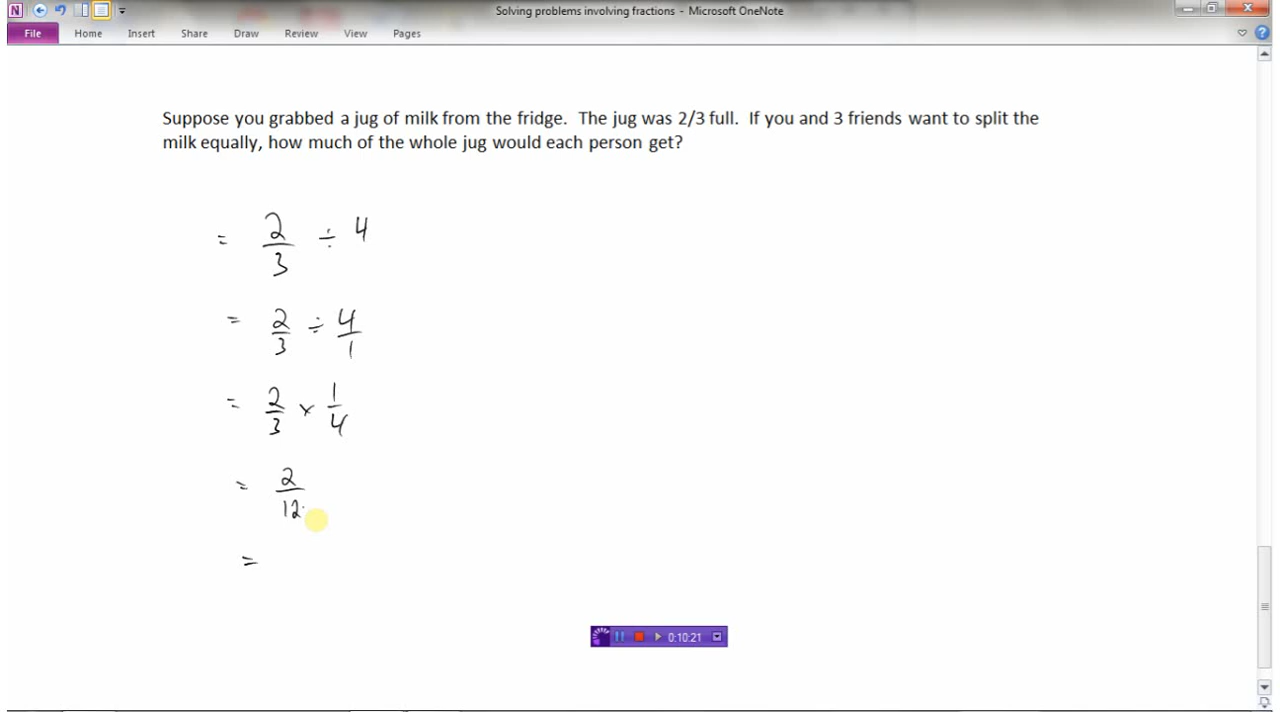 Solving problems involving fractions - Microsoft OneNote
File Home Insert Share Draw Review View Pages
Suppose you grabbed a jug of milk from the fridge. The jug was 2/3 full. If you and 3 friends want to split the
milk equally, how much of the whole jug would each person get?
= 2/3 ÷ 4
= 2/3 ÷ 4/1
= 2/3 × 1/4
= 2/12
=
0:10:21